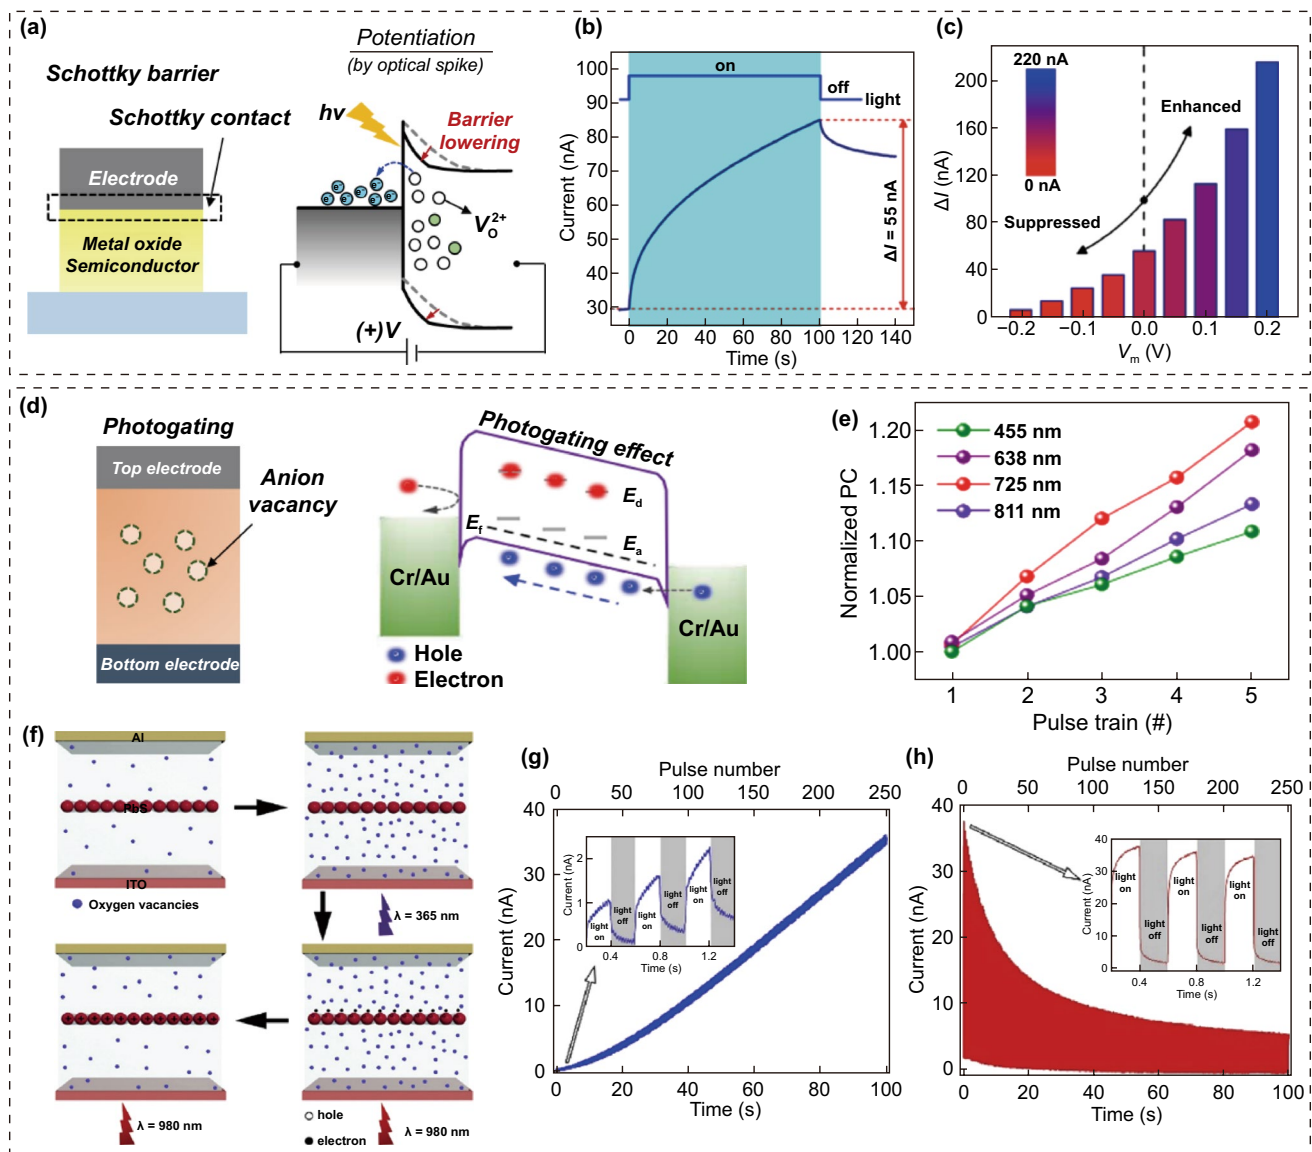 (a)
Schottky barrier
Schottky contact
Electrode
Metal oxide
Semiconductor
Potentiation
(by optical spike)
hν
Barrier
lowering
e⁻ e⁻ e⁻ e⁻ e⁻ e⁻ e⁻ e⁻
V_O^2+
(+)V
(b)
on
off
light
100
90
80
70
60
50
40
30
Current (nA)
ΔI = 55 nA
0 20 40 60 80 100 120 140
Time (s)
(c)
220 nA
0 nA
Enhanced
Suppressed
200
160
120
80
40
0
ΔI (nA)
−0.2 −0.1 0.0 0.1 0.2
V_m (V)
(d)
Photogating
Top electrode
Anion
vacancy
Bottom electrode
Photogating effect
E_d
E_f
E_a
Cr/Au
Cr/Au
Hole
Electron
(e)
455 nm
638 nm
725 nm
811 nm
1.20
1.15
1.10
1.05
1.00
Normalized PC
1 2 3 4 5
Pulse train (#)
(f)
Al
PbS
ITO
Oxygen vacancies
λ = 365 nm
λ = 980 nm
hole
electron
λ = 980 nm
(g)
Pulse number
0 50 100 150 200 250
40
30
20
10
0
Current (nA)
2
1
0
Current (nA)
light
on
light
off
light
on
light
off
light
on
light
off
0.4 0.8 1.2
Time (s)
0 20 40 60 80 100
Time (s)
(h)
Pulse number
0 50 100 150 200 250
40
30
20
10
0
Current (nA)
40
30
20
10
0
Current (nA)
light
on
light
off
light
on
light
off
light
on
light
off
0.4 0.8 1.2
Time (s)
0 20 40 60 80 100
Time (s)